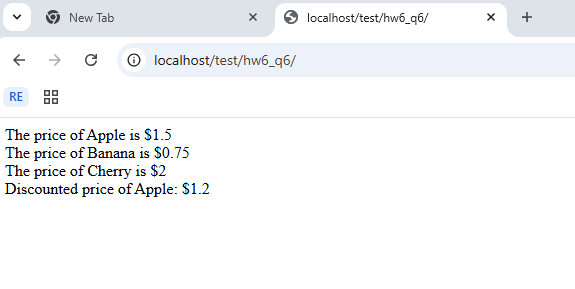 New Tab
localhost/test/hw6_q6/
localhost/test/hw6_q6/
RE
The price of Apple is $1.5
The price of Banana is $0.75
The price of Cherry is $2
Discounted price of Apple: $1.2